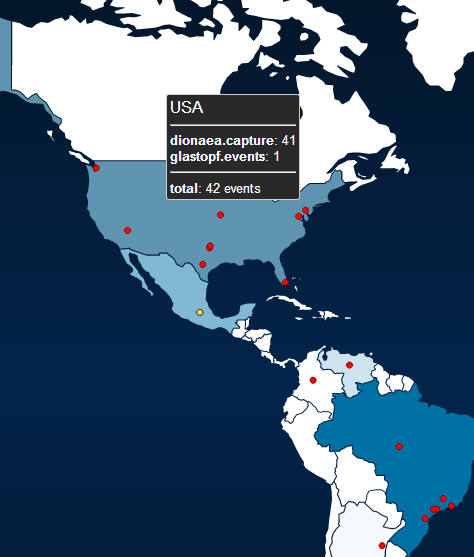 USA
dionaea.capture: 41
glastopf.events: 1
total: 42 events